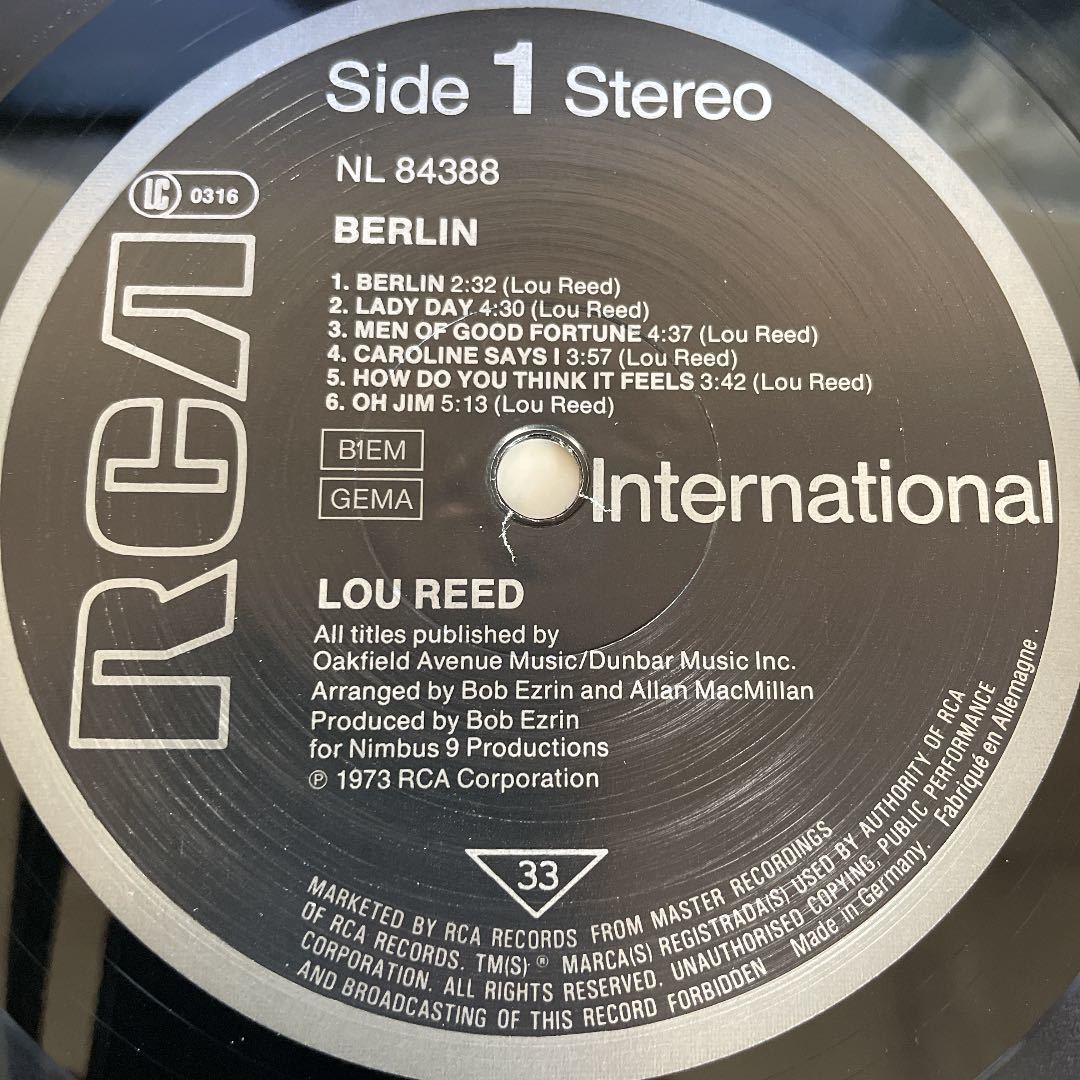 Side 1 Stereo
NL 84388
LC 0316
BERLIN
1. BERLIN 2:32 (Lou Reed)
2. LADY DAY 4:30 (Lou Reed)
3. MEN OF GOOD FORTUNE 4:37 (Lou Reed)
4. CAROLINE SAYS I 3:57 (Lou Reed)
5. HOW DO YOU THINK IT FEELS 3:42 (Lou Reed)
6. OH JIM 5:13 (Lou Reed)
B1EM
GEMA
RCA
International
LOU REED
All titles published by
Oakfield Avenue Music/Dunbar Music Inc.
Arranged by Bob Ezrin and Allan MacMillan
Produced by Bob Ezrin
for Nimbus 9 Productions
℗ 1973 RCA Corporation
33
MARKETED BY RCA RECORDS FROM MASTER RECORDINGS
OF RCA RECORDS. TM(S) ® MARCA(S) REGISTRADA(S) USED BY AUTHORITY OF RCA
CORPORATION. ALL RIGHTS RESERVED. UNAUTHORISED COPYING, PUBLIC PERFORMANCE
AND BROADCASTING OF THIS RECORD FORBIDDEN Made in Germany. Fabriqué en Allemagne.